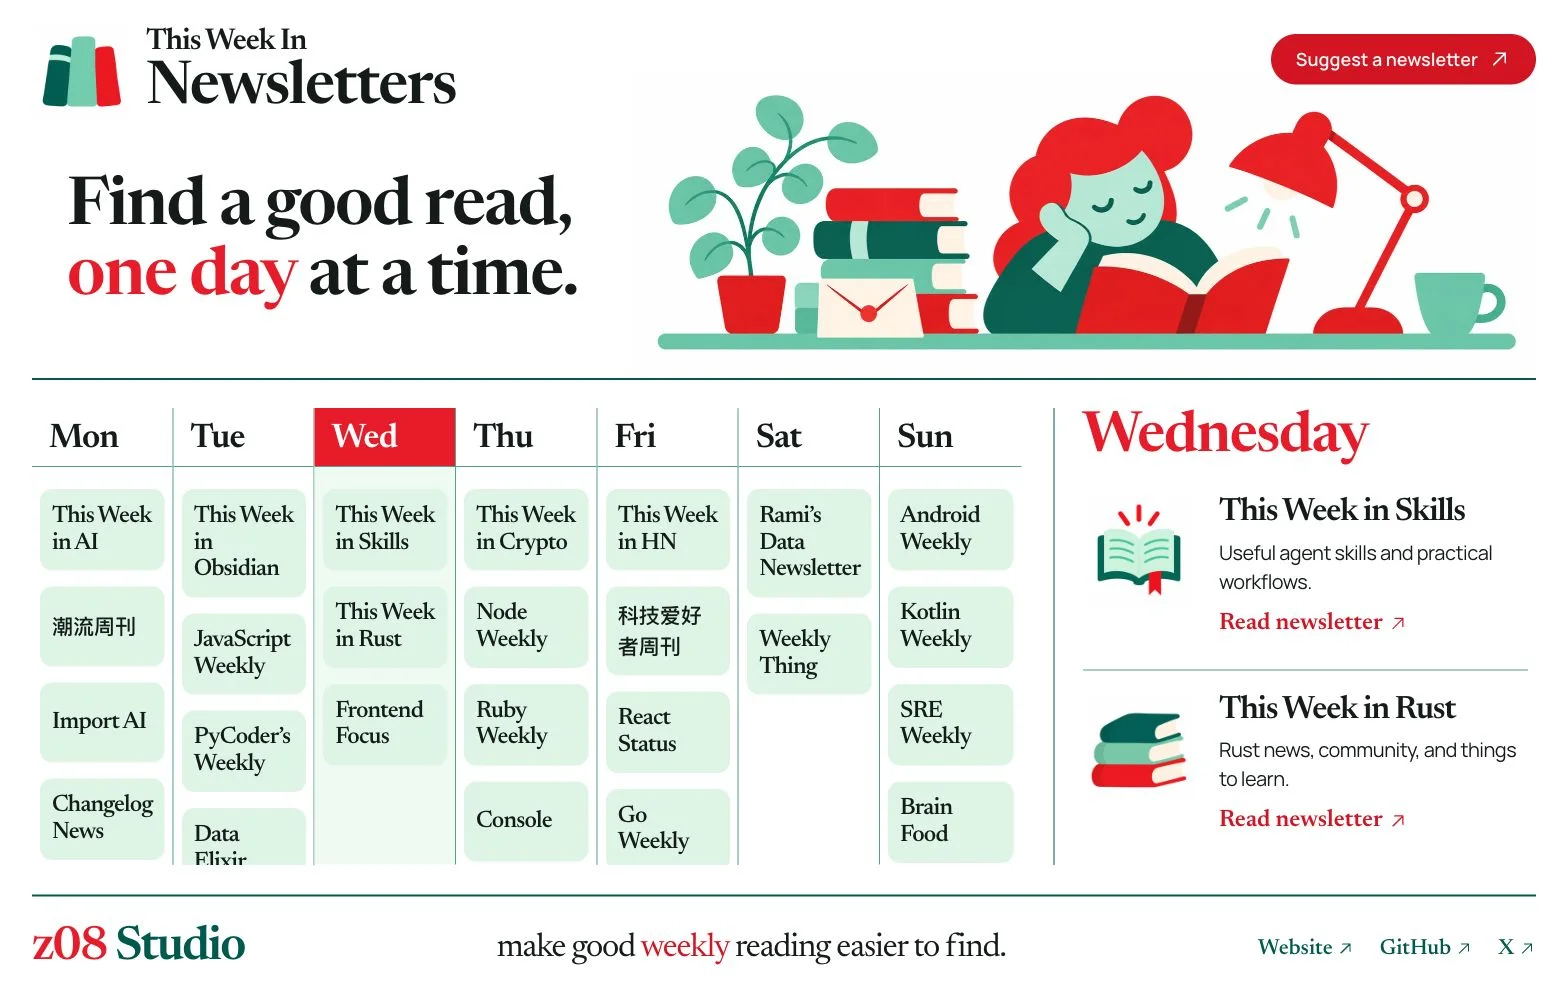 This Week In
Newsletters
Suggest a newsletter ↗
Find a good read,
one day at a time.
Mon
This Week
in AI
潮流周刊
Import AI
Changelog
News
Tue
This Week
in
Obsidian
JavaScript
Weekly
PyCoder’s
Weekly
Data
Elixir
Wed
This Week
in Skills
This Week
in Rust
Frontend
Focus
Thu
This Week
in Crypto
Node
Weekly
Ruby
Weekly
Console
Fri
This Week
in HN
科技爱好
者周刊
React
Status
Go
Weekly
Sat
Rami’s
Data
Newsletter
Weekly
Thing
Sun
Android
Weekly
Kotlin
Weekly
SRE
Weekly
Brain
Food
Wednesday
This Week in Skills
Useful agent skills and practical
workflows.
Read newsletter ↗
This Week in Rust
Rust news, community, and things
to learn.
Read newsletter ↗
z08 Studio
make good weekly reading easier to find.
Website ↗ GitHub ↗ X ↗